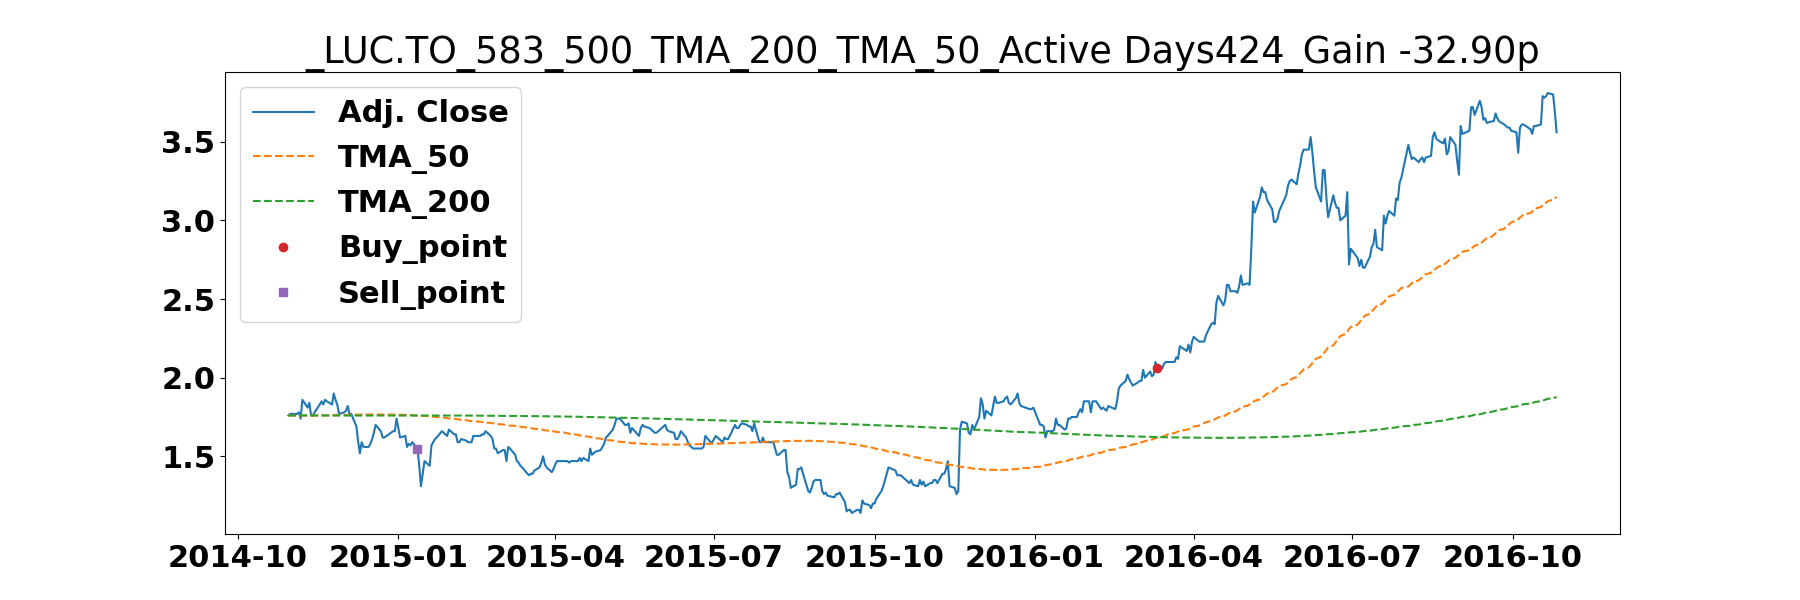 _LUC.TO_583_500_TMA_200_TMA_50_Active Days424_Gain -32.90p
Adj. Close
TMA_50
TMA_200
Buy_point
Sell_point
3.5
3.0
2.5
2.0
1.5
2014-10 2015-01 2015-04 2015-07 2015-10 2016-01 2016-04 2016-07 2016-10